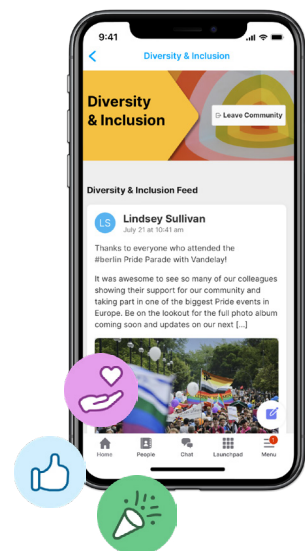 9:41
Diversity & Inclusion
Diversity
& Inclusion
Leave Community
Diversity & Inclusion Feed
LS
Lindsey Sullivan
July 21 at 10:41 am
Thanks to everyone who attended the
#berlin Pride Parade with Vandelay!
It was awesome to see so many of our colleagues
showing their support for our community and
taking part in one of the biggest Pride events in
Europe. Be on the lookout for the full photo album
coming soon and updates on our next [...]
1
Home
People
Chat
Launchpad
Menu